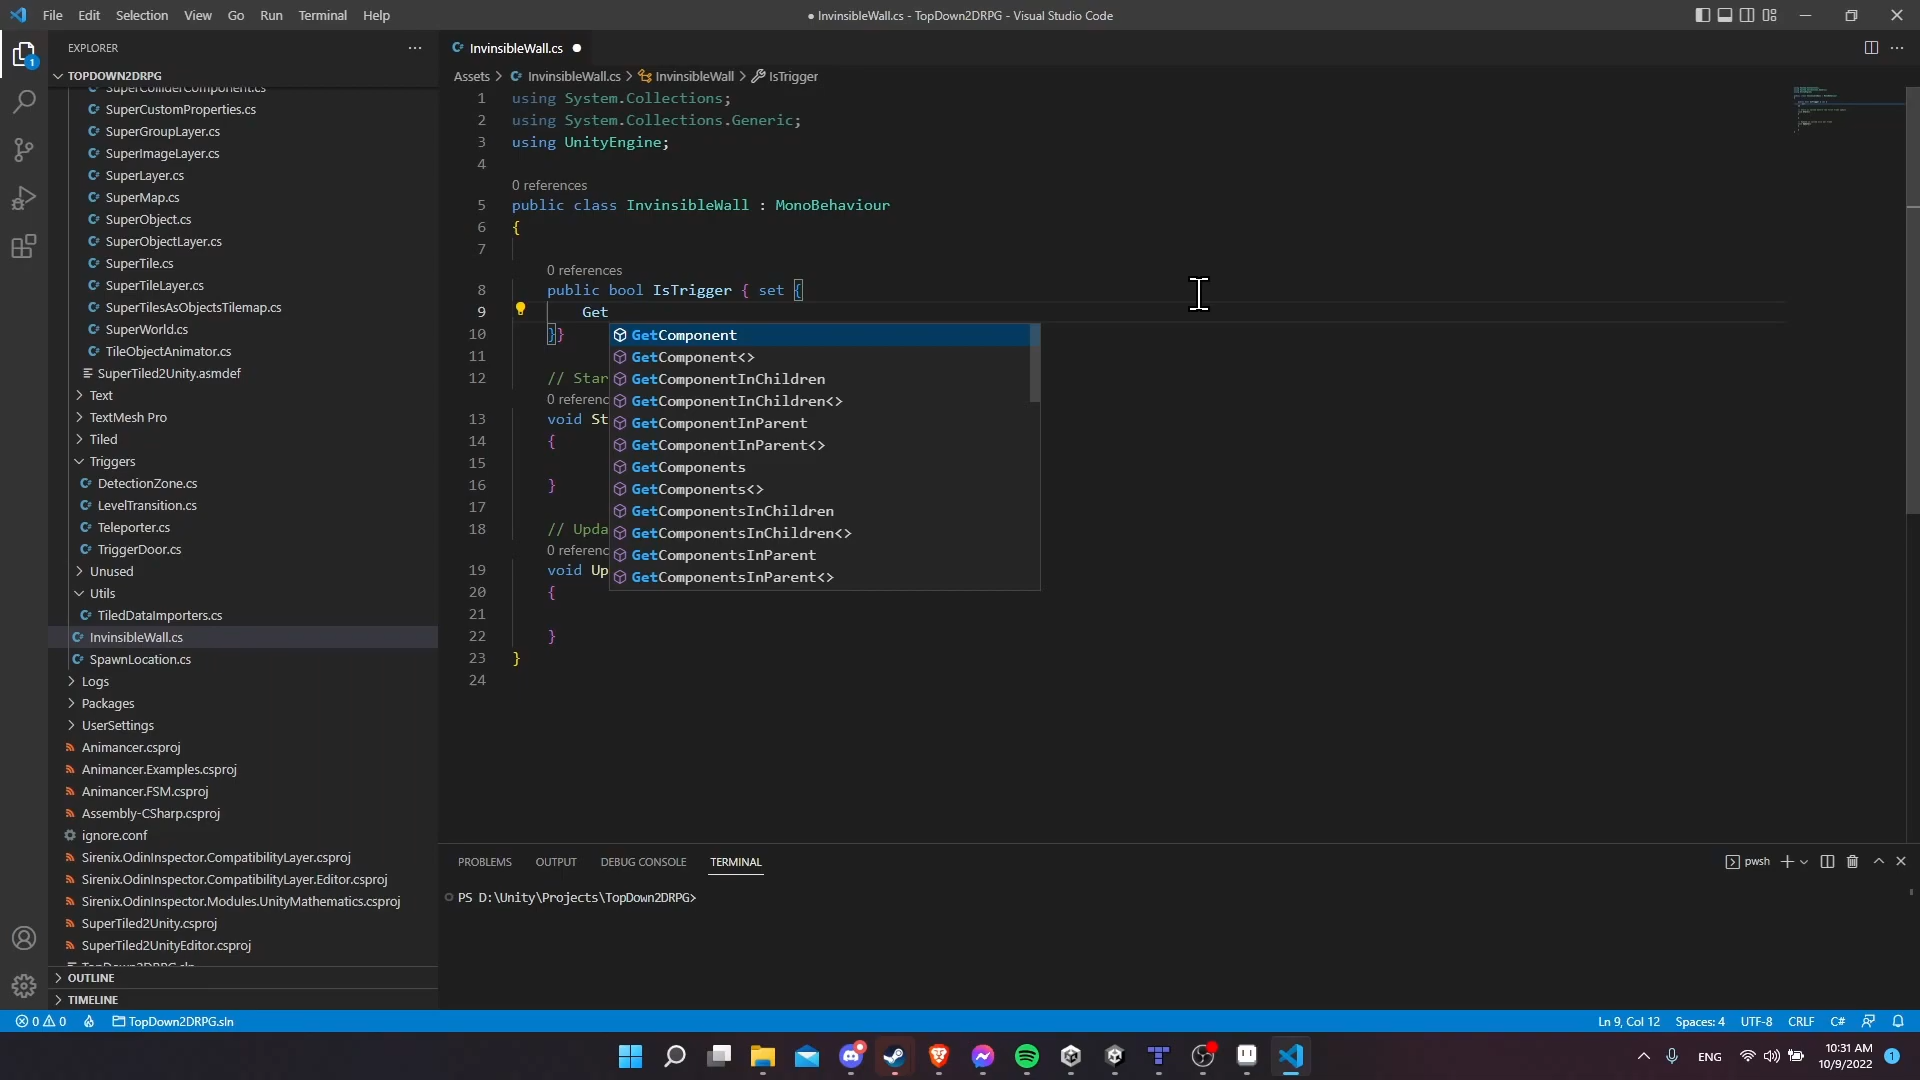 File Edit Selection View Go Run Terminal Help
● InvinsibleWall.cs - TopDown2DRPG - Visual Studio Code
EXPLORER
TOPDOWN2DRPG
SuperColliderComponent.cs
SuperCustomProperties.cs
SuperGroupLayer.cs
SuperImageLayer.cs
SuperLayer.cs
SuperMap.cs
SuperObject.cs
SuperObjectLayer.cs
SuperTile.cs
SuperTileLayer.cs
SuperTilesAsObjectsTilemap.cs
SuperWorld.cs
TileObjectAnimator.cs
SuperTiled2Unity.asmdef
Text
TextMesh Pro
Tiled
Triggers
DetectionZone.cs
LevelTransition.cs
Teleporter.cs
TriggerDoor.cs
Unused
Utils
TiledDataImporters.cs
InvinsibleWall.cs
SpawnLocation.cs
Logs
Packages
UserSettings
Animancer.csproj
Animancer.Examples.csproj
Animancer.FSM.csproj
Assembly-CSharp.csproj
ignore.conf
Sirenix.OdinInspector.CompatibilityLayer.csproj
Sirenix.OdinInspector.CompatibilityLayer.Editor.csproj
Sirenix.OdinInspector.Modules.UnityMathematics.csproj
SuperTiled2Unity.csproj
SuperTiled2UnityEditor.csproj
TopDown2DRPG.sln
OUTLINE
TIMELINE
InvinsibleWall.cs ●
Assets > InvinsibleWall.cs > InvinsibleWall > IsTrigger
1 using System.Collections;
2 using System.Collections.Generic;
3 using UnityEngine;
4
0 references
5 public class InvinsibleWall : MonoBehaviour
6 {
7
0 references
8 public bool IsTrigger { set {
9 Get
10 }}
11
12 // Star
0 referenc
13 void St
14 {
15
16 }
17
18 // Upda
0 referenc
19 void Up
20 {
21
22 }
23 }
24
GetComponent
GetComponent<>
GetComponentInChildren
GetComponentInChildren<>
GetComponentInParent
GetComponentInParent<>
GetComponents
GetComponents<>
GetComponentsInChildren
GetComponentsInChildren<>
GetComponentsInParent
GetComponentsInParent<>
PROBLEMS OUTPUT DEBUG CONSOLE TERMINAL
pwsh
PS D:\Unity\Projects\TopDown2DRPG>
0 0 TopDown2DRPG.sln
Ln 9, Col 12 Spaces: 4 UTF-8 CRLF C#
ENG
10:31 AM
10/9/2022
1
1